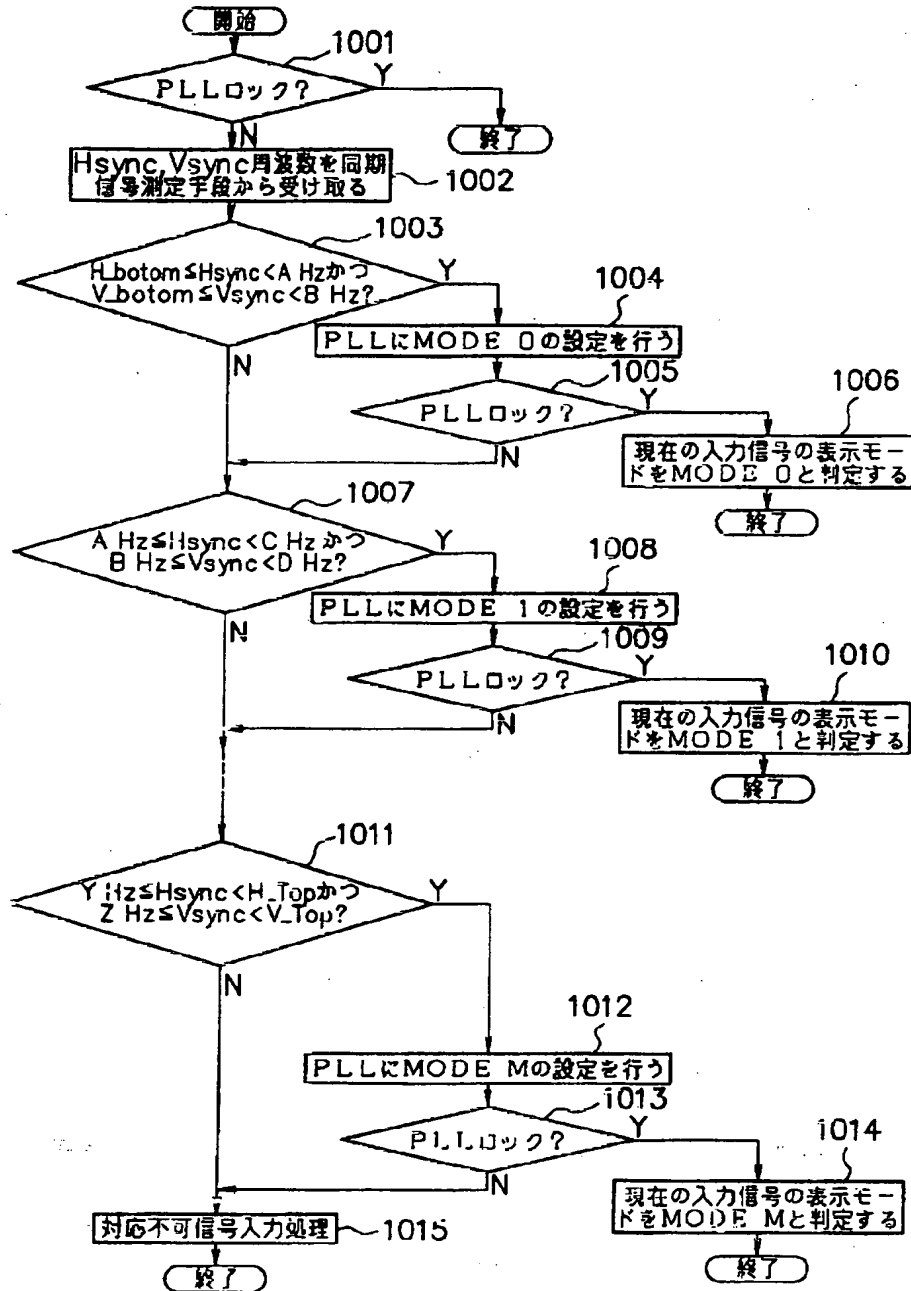 開始
1001
PLLロック?
Y
終了
N
Hsync,Vsync周波数を同期
信号測定手段から受け取る
1002
1003
H_botom≦Hsync<A Hzかつ
V_botom≦Vsync<B Hz?
Y
N
1004
PLLにMODE 0の設定を行う
1005
PLLロック?
Y
N
1006
現在の入力信号の表示モー
ドをMODE 0と判定する
終了
1007
A Hz≦Hsync<C Hzかつ
B Hz≦Vsync<D Hz?
Y
N
1008
PLLにMODE 1の設定を行う
1009
PLLロック?
Y
N
1010
現在の入力信号の表示モー
ドをMODE 1と判定する
終了
1011
Y Hz≦Hsync<H_Topかつ
Z Hz≦Vsync<V_Top?
Y
N
1012
PLLにMODE Mの設定を行う
1013
PLLロック?
Y
N
1014
現在の入力信号の表示モー
ドをMODE Mと判定する
終了
対応不可信号入力処理
1015
終了